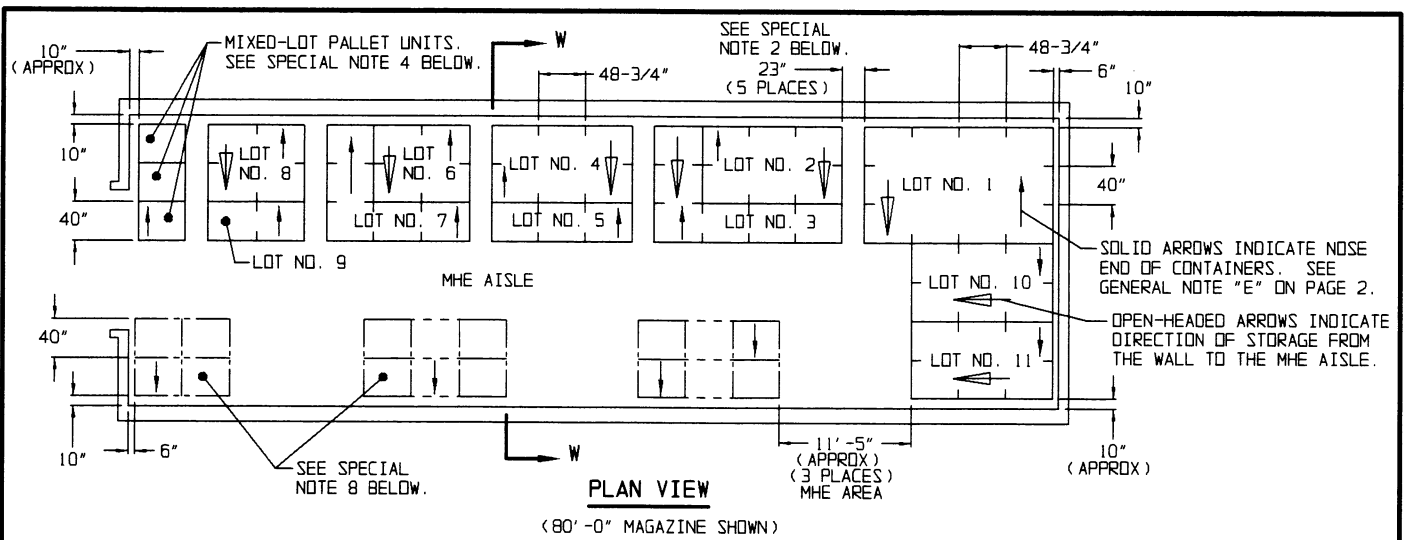 10"
(APPROX)
MIXED-LOT PALLET UNITS.
SEE SPECIAL NOTE 4 BELOW.
W
48-3/4"
SEE SPECIAL
NOTE 2 BELOW.
23"
(5 PLACES)
48-3/4"
6"
10"
10"
40"
LOT
NO. 8
LOT
NO. 6
LOT NO. 4
LOT NO. 2
LOT NO. 1
40"
LOT NO. 7
LOT NO. 5
LOT NO. 3
LOT NO. 9
MHE AISLE
SOLID ARROWS INDICATE NOSE
END OF CONTAINERS. SEE
GENERAL NOTE "E" ON PAGE 2.
LOT NO. 10
OPEN-HEADED ARROWS INDICATE
DIRECTION OF STORAGE FROM
THE WALL TO THE MHE AISLE.
LOT NO. 11
40"
10"
6"
SEE SPECIAL
NOTE 8 BELOW.
W
11'-5"
(APPROX)
(3 PLACES)
MHE AREA
10"
(APPROX)
PLAN VIEW
(80'-0" MAGAZINE SHOWN)